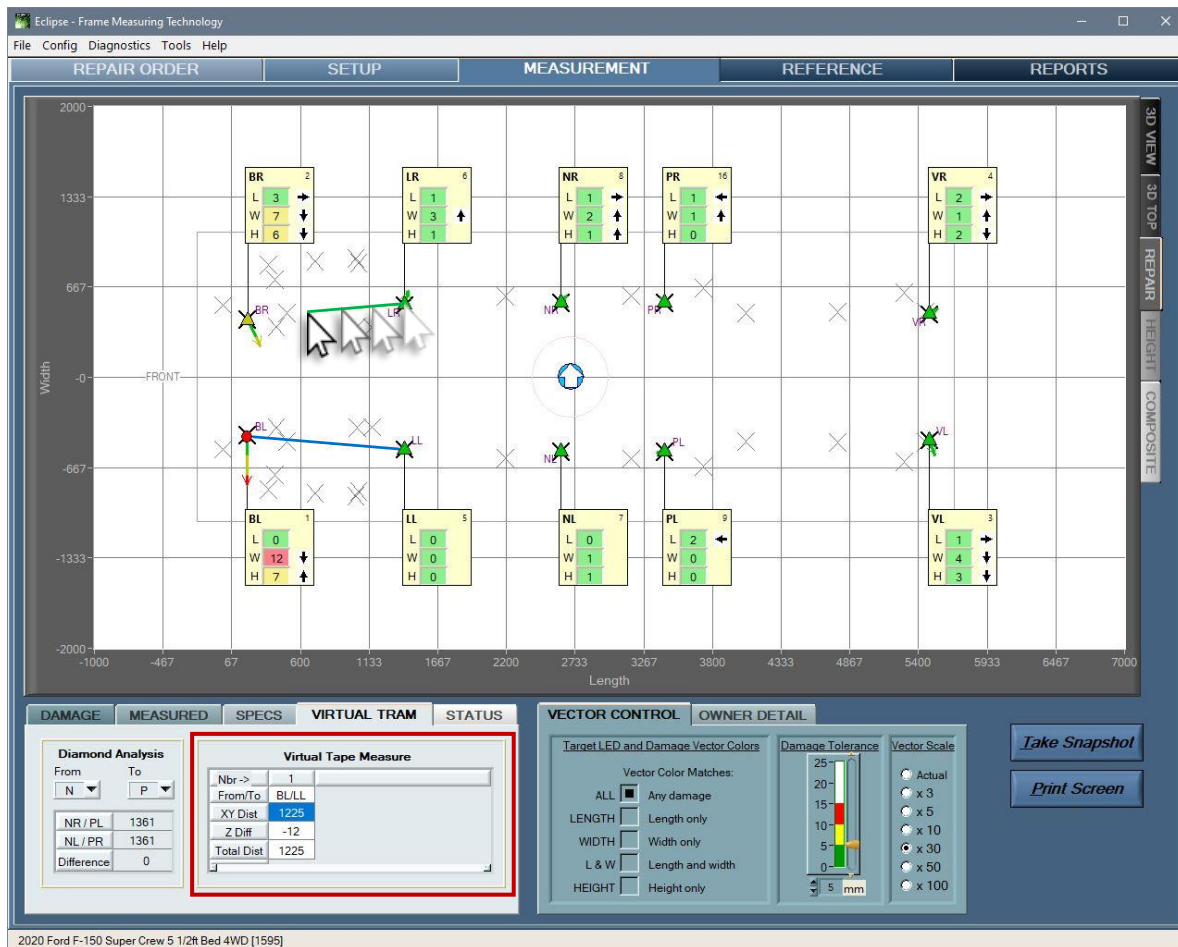 Eclipse - Frame Measuring Technology
File Config Diagnostics Tools Help
REPAIR ORDER SETUP MEASUREMENT REFERENCE REPORTS
2000
1333
667
-0
-667
-1333
-2000
Width
-1000 -467 67 600 1133 1667 2200 2733 3267 3800 4333 4867 5400 5933 6467 7000
Length
FRONT
BR 2
L 3
W 7
H 6
LR 6
L 1
W 3
H 1
NR 8
L 1
W 2
H 1
PR 16
L 1
W 1
H 0
VR 4
L 2
W 1
H 2
BR
LR
NR
PR
VR
BL
LL
NL
PL
VL
BL 1
L 0
W 12
H 7
LL 5
L 0
W 0
H 0
NL 7
L 0
W 1
H 1
PL 9
L 2
W 0
H 0
VL 3
L 1
W 4
H 3
3D VIEW
3D TOP
REPAIR
HEIGHT
COMPOSITE
DAMAGE MEASURED SPECS VIRTUAL TRAM STATUS
Diamond Analysis
From To
N P
NR / PL 1361
NL / PR 1361
Difference 0
Virtual Tape Measure
Nbr -> 1
From/To BL/LL
XY Dist 1225
Z Diff -12
Total Dist 1225
VECTOR CONTROL OWNER DETAIL
Target LED and Damage Vector Colors
Vector Color Matches:
ALL Any damage
LENGTH Length only
WIDTH Width only
L & W Length and width
HEIGHT Height only
Damage Tolerance
25
20
15
10
5
0
5 mm
Vector Scale
Actual
x 3
x 5
x 10
x 30
x 50
x 100
Take Snapshot
Print Screen
2020 Ford F-150 Super Crew 5 1/2ft Bed 4WD [1595]